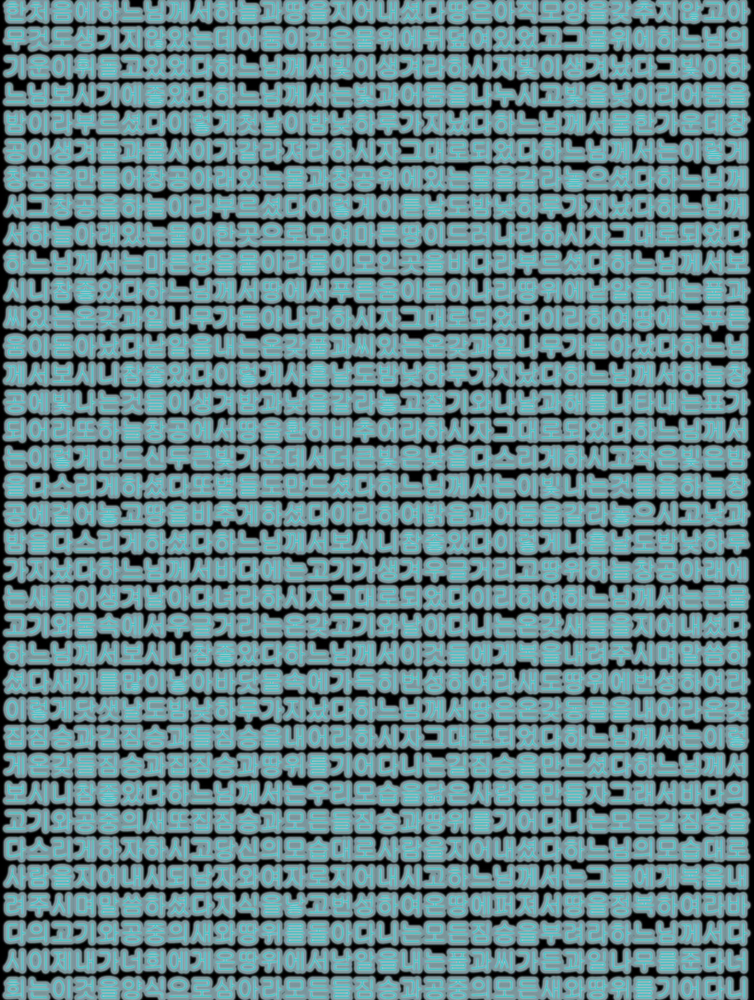 한처음에하느님께서하늘과땅을지어내셨다땅은아직모양을갖추지않고아
무것도생기지않았는데어둠이깊은물위에뒤덮여있었고그물위에하느님의
기운이휘돌고있었다하느님께서빛이생겨라하시자빛이생겨났다그빛이하
느님보시기에좋았다하느님께서는빛과어둠을나누시고빛을낮이라어둠을
밤이라부르셨다이렇게첫날이밤낮하루가지났다하느님께서물한가운데창
공이생겨물과물사이가갈라져라하시자그대로되었다하느님께서는이렇게
창공을만들어창공아래있는물과창공위에있는물을갈라놓으셨다하느님께
서그창공을하늘이라부르셨다이렇게이튿날도밤낮하루가지났다하느님께
서하늘아래있는물이한곳으로모여마른땅이드러나라하시자그대로되었다
하느님께서는마른땅을뭍이라물이모인곳을바다라부르셨다하느님께서보
시니참좋았다하느님께서땅에서푸른움이돋아나라땅위에낟알을내는풀과
씨있는온갖과일나무가돋아나라하시자그대로되었다이리하여땅에는푸른
움이돋아났다낟알을내는온갖풀과씨있는온갖과일나무가돋아났다하느님
께서보시니참좋았다이렇게사흗날도밤낮하루가지났다하느님께서하늘창
공에빛나는것들이생겨밤과낮을갈라놓고절기와나날과해를나타내는표가
되어라또하늘창공에서땅을환히비추어라하시자그대로되었다하느님께서
는이렇게만드신두큰빛가운데서더큰빛은낮을다스리게하시고작은빛은밤
을다스리게하셨다또별들도만드셨다하느님께서는이빛나는것들을하늘창
공에걸어놓고땅을비추게하셨다이리하여밝음과어둠을갈라놓으시고낮과
밤을다스리게하셨다하느님께서보시니참좋았다이렇게나흗날도밤낮하루
가지났다하느님께서바다에는고기가생겨우글거리고땅위하늘창공아래에
는새들이생겨날아다녀라하시자그대로되었다이리하여하느님께서는큰물
고기와물속에서우글거리는온갖고기와날아다니는온갖새들을지어내셨다
하느님께서보시니참좋았다하느님께서이것들에게복을내려주시며말씀하
셨다새끼를많이낳아바닷물속에가득히번성하여라새도땅위에번성하여라
이렇게닷샛날도밤낮하루가지났다하느님께서땅은온갖동물을내어라온갖
집짐승과길짐승과들짐승을내어라하시자그대로되었다하느님께서는이렇
게온갖들짐승과집짐승과땅위를기어다니는길짐승을만드셨다하느님께서
보시니참좋았다하느님께서는우리모습을닮은사람을만들자그래서바다의
고기와공중의새또집짐승과모든들짐승과땅위를기어다니는모든길짐승을
다스리게하자하시고당신의모습대로사람을지어내셨다하느님의모습대로
사람을지어내시되남자와여자로지어내시고하느님께서는그들에게복을내
려주시며말씀하셨다자식을낳고번성하여온땅에퍼져서땅을정복하여라바
다의고기와공중의새와땅위를돌아다니는모든짐승을부려라하느님께서다
시이제내가너희에게온땅위에서낟알을내는풀과씨가든과일나무를준다너
희는이것을양식으로삼아라모든들짐승과공중의모든새와땅위를기어다니